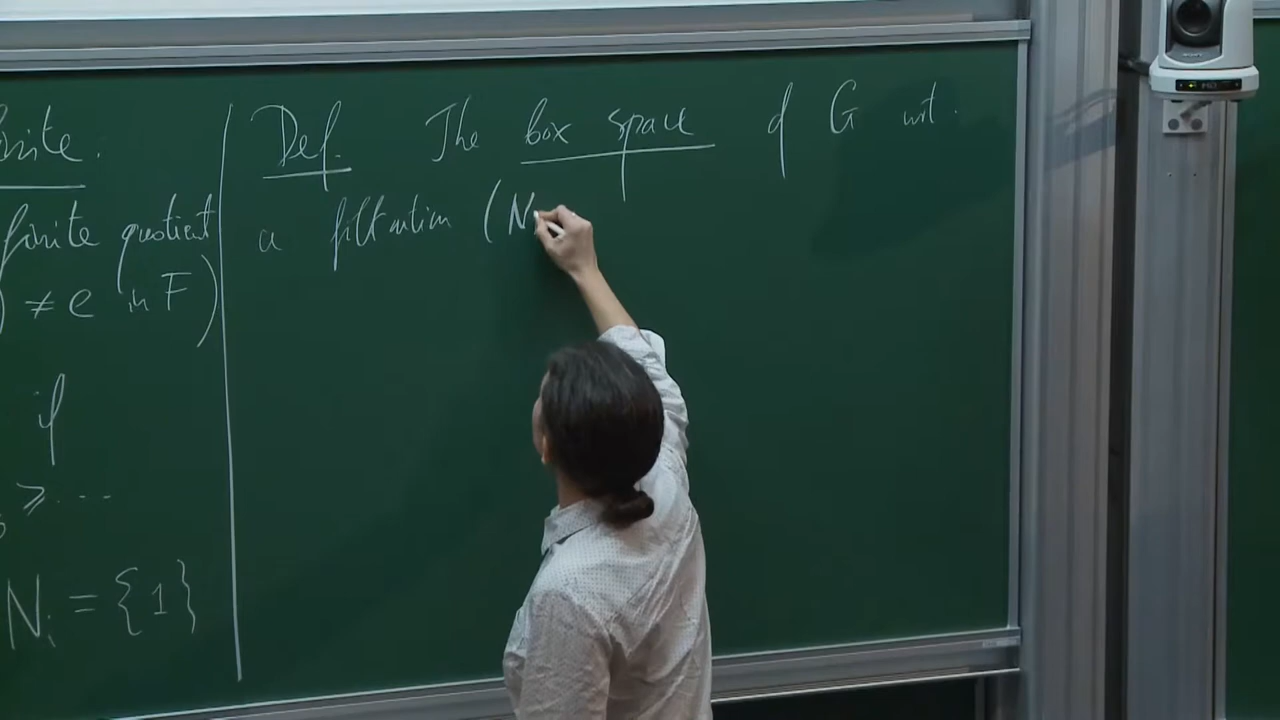 finite.
finite quotient
) ≠ e in F)
if
≥ ...
N_i = {1}
Def. The box space of G wrt.
a filtration (N